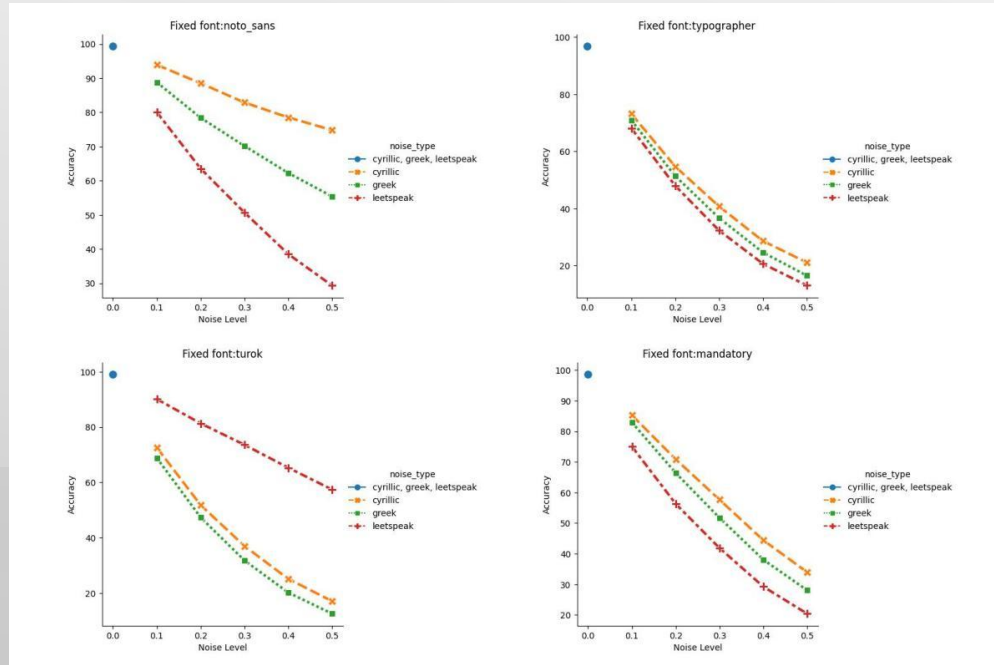 Fixed font:noto_sans
100
90
80
70
60
50
40
30
Accuracy
0.0 0.1 0.2 0.3 0.4 0.5
Noise Level
noise_type
cyrillic, greek, leetspeak
cyrillic
greek
leetspeak
Fixed font:typographer
100
80
60
40
20
Accuracy
0.0 0.1 0.2 0.3 0.4 0.5
Noise Level
noise_type
cyrillic, greek, leetspeak
cyrillic
greek
leetspeak
Fixed font:turok
100
80
60
40
20
Accuracy
0.0 0.1 0.2 0.3 0.4 0.5
Noise Level
noise_type
cyrillic, greek, leetspeak
cyrillic
greek
leetspeak
Fixed font:mandatory
100
90
80
70
60
50
40
30
20
Accuracy
0.0 0.1 0.2 0.3 0.4 0.5
Noise Level
noise_type
cyrillic, greek, leetspeak
cyrillic
greek
leetspeak